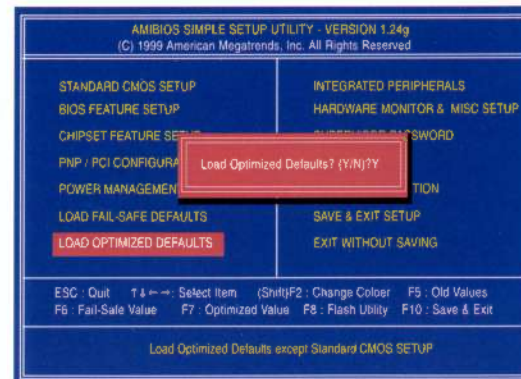 AMIBIOS SIMPLE SETUP UTILITY - VERSION 1.24g
(C) 1999 American Megatrends, Inc. All Rights Reserved
STANDARD CMOS SETUP
BIOS FEATURE SETUP
CHIPSET FEATURE
PNP / PCI CONFIGURA
POWER MANAGEMEN
LOAD FAIL-SAFE DEFAULTS
LOAD OPTIMIZED DEFAULTS
INTEGRATED PERIPHERALS
HARDWARE MONITOR & MISC SETUP
TION
SAVE & EXIT SETUP
EXIT WITHOUT SAVING
Load Optimized Defaults? (Y/N)?Y
ESC : Quit ↑↓←→: Select Item (Shift)F2 : Change Coloer F5 : Old Values
F6 : Fail-Safe Value F7 : Optimized Value F8 : Flash Utility F10 : Save & Exit
Load Optimized Defaults except Standard CMOS SETUP